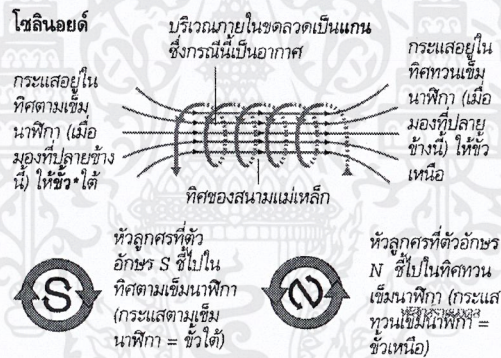 โซลินอยด์
บริเวณภายในขดลวดเป็นแกน
ซึ่งกรณีนี้เป็นอากาศ
กระแสอยู่ใน
ทิศตามเข็ม
นาฬิกา (เมื่อ
มองที่ปลายข้าง
นี้) ให้ขั้ว*ใต้
กระแสอยู่ใน
ทิศทวนเข็ม
นาฬิกา (เมื่อ
มองที่ปลาย
ข้างนี้) ให้ขั้ว
เหนือ
ทิศของสนามแม่เหล็ก
S
หัวลูกศรที่ตัว
อักษร S ชี้ไปใน
ทิศตามเข็มนาฬิกา
(กระแสตามเข็ม
นาฬิกา = ขั้วใต้)
N
หัวลูกศรที่ตัวอักษร
N ชี้ไปในทิศทวน
เข็มนาฬิกา (กระแส
ทวนเข็มนาฬิกา =
ขั้วเหนือ)